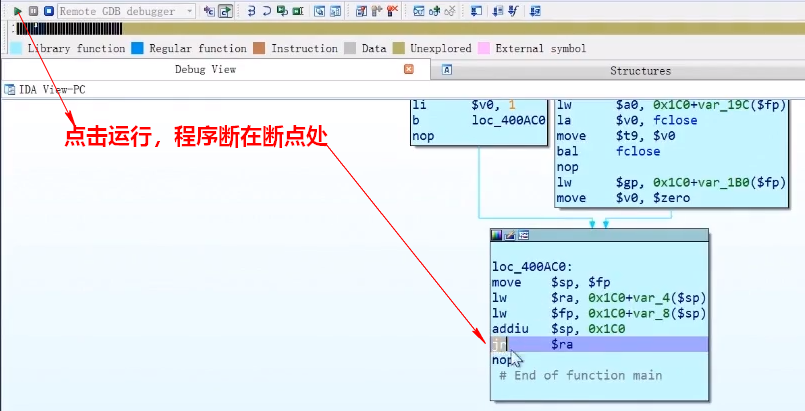 Remote GDB debugger
Library function Regular function Instruction Data Unexplored External symbol
Debug View
Structures
IDA View-PC
点击运行，程序断在断点处
li $v0, 1
b loc_400AC0
nop
lw $a0, 0x1C0+var_19C($fp)
la $v0, fclose
move $t9, $v0
bal fclose
nop
lw $gp, 0x1C0+var_1B0($fp)
move $v0, $zero
loc_400AC0:
move $sp, $fp
lw $ra, 0x1C0+var_4($sp)
lw $fp, 0x1C0+var_8($sp)
addiu $sp, 0x1C0
jr $ra
nop
# End of function main